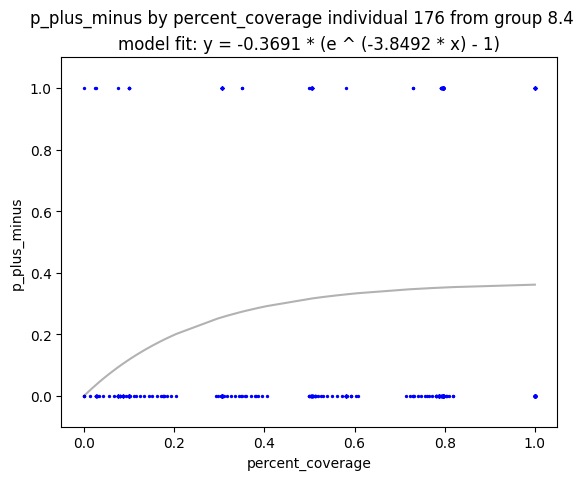 p_plus_minus by percent_coverage individual 176 from group 8.4
model fit: y = -0.3691 * (e ^ (-3.8492 * x) - 1)
1.0
0.8
0.6
0.4
0.2
0.0
p_plus_minus
0.0 0.2 0.4 0.6 0.8 1.0
percent_coverage